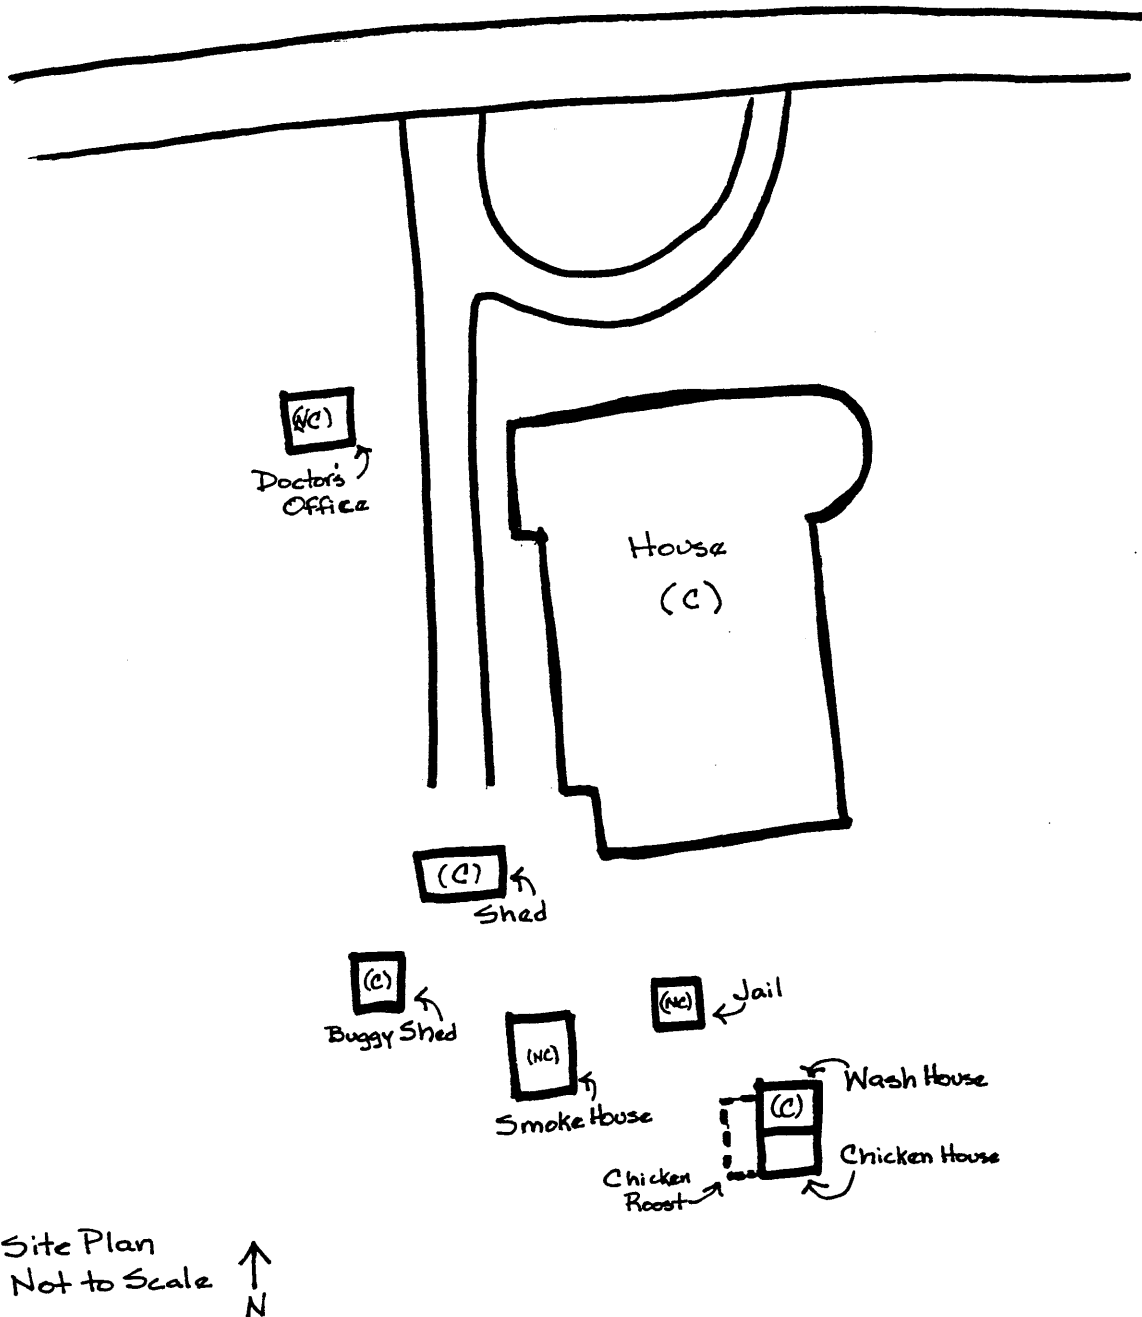 (NC)
Doctor's
Office
House
(C)
(C)
Shed
(C)
Buggy Shed
(NC)
Jail
(NC)
Smoke House
Wash House
(C)
Chicken House
Chicken
Roost
Site Plan
Not to Scale
N